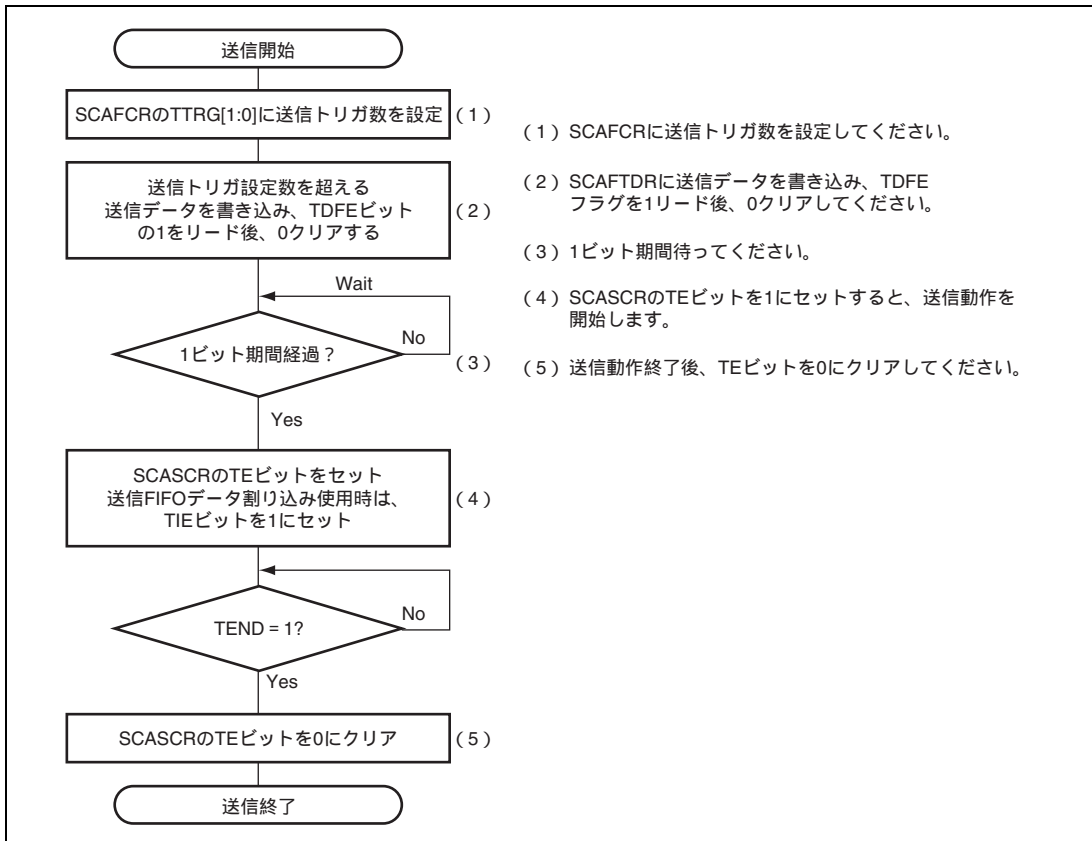 送信開始
SCAFCRのTTRG[1:0]に送信トリガ数を設定
(1)
送信トリガ設定数を超える
送信データを書き込み、TDFEビット
の1をリード後、0クリアする
(2)
Wait
1ビット期間経過？
No
(3)
Yes
SCASCRのTEビットをセット
送信FIFOデータ割り込み使用時は、
TIEビットを1にセット
(4)
TEND = 1?
No
Yes
SCASCRのTEビットを0にクリア
(5)
送信終了
(1) SCAFCRに送信トリガ数を設定してください。
(2) SCAFTDRに送信データを書き込み、TDFE
フラグを1リード後、0クリアしてください。
(3) 1ビット期間待ってください。
(4) SCASCRのTEビットを1にセットすると、送信動作を
開始します。
(5) 送信動作終了後、TEビットを0にクリアしてください。